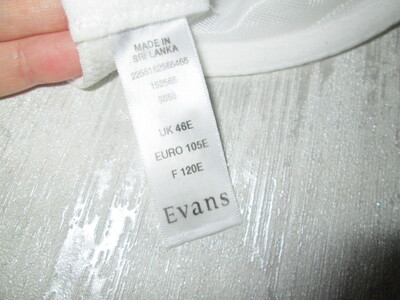 MADE IN
SRI LANKA
UK 46E
EURO 105E
F 120E
Evans